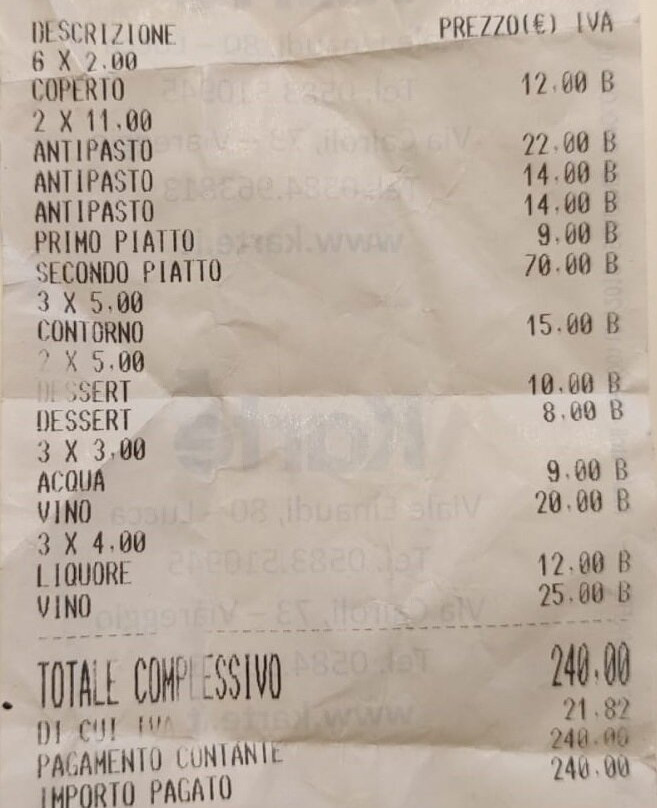 DESCRIZIONE PREZZO(€) IVA
6 X 2.00
COPERTO 12.00 B
2 X 11.00
ANTIPASTO 22.00 B
ANTIPASTO 14.00 B
ANTIPASTO 14.00 B
PRIMO PIATTO 9.00 B
SECONDO PIATTO 70.00 B
3 X 5.00
CONTORNO 15.00 B
2 X 5.00
DESSERT 10.00 B
DESSERT 8.00 B
3 X 3.00
ACQUA 9.00 B
VINO 20.00 B
3 X 4.00
LIQUORE 12.00 B
VINO 25.00 B
TOTALE COMPLESSIVO 240.00
DI CUI IVA 21.82
PAGAMENTO CONTANTE 240.00
IMPORTO PAGATO 240.00